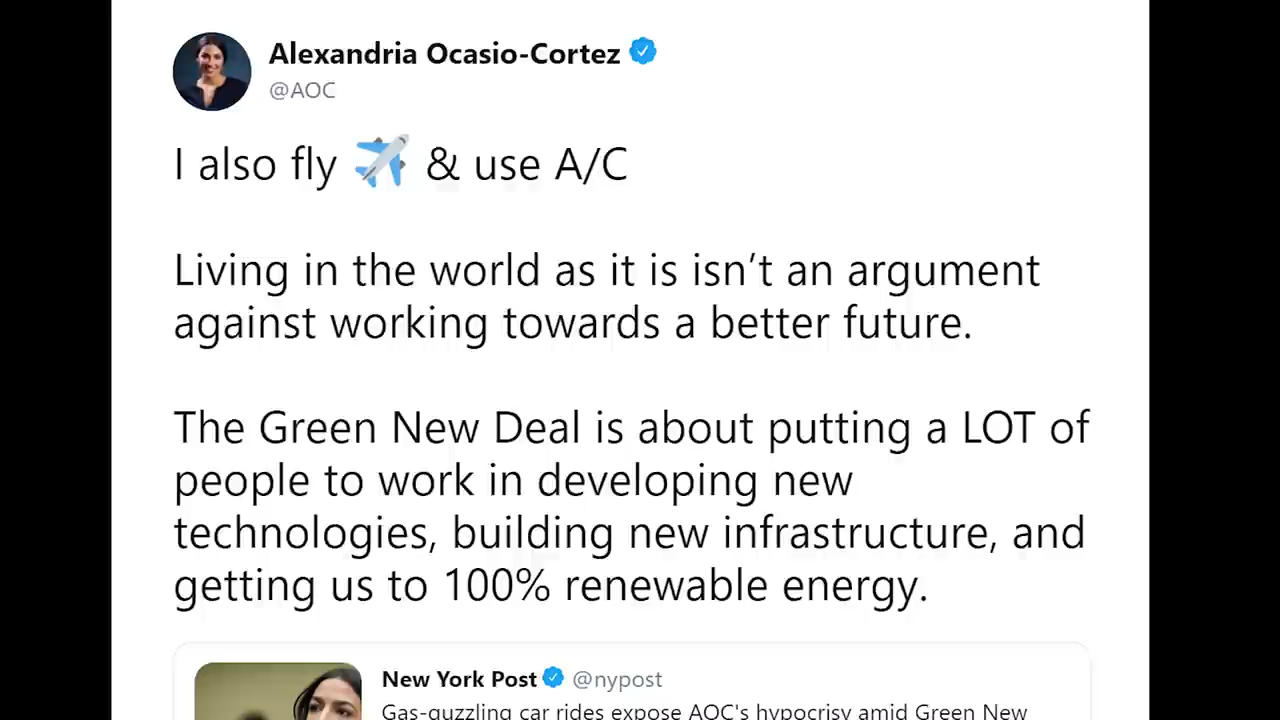 Alexandria Ocasio-Cortez
@AOC
I also fly ✈️ & use A/C
Living in the world as it is isn’t an argument
against working towards a better future.
The Green New Deal is about putting a LOT of
people to work in developing new
technologies, building new infrastructure, and
getting us to 100% renewable energy.
New York Post @nypost
Gas-guzzling car rides expose AOC's hypocrisy amid Green New